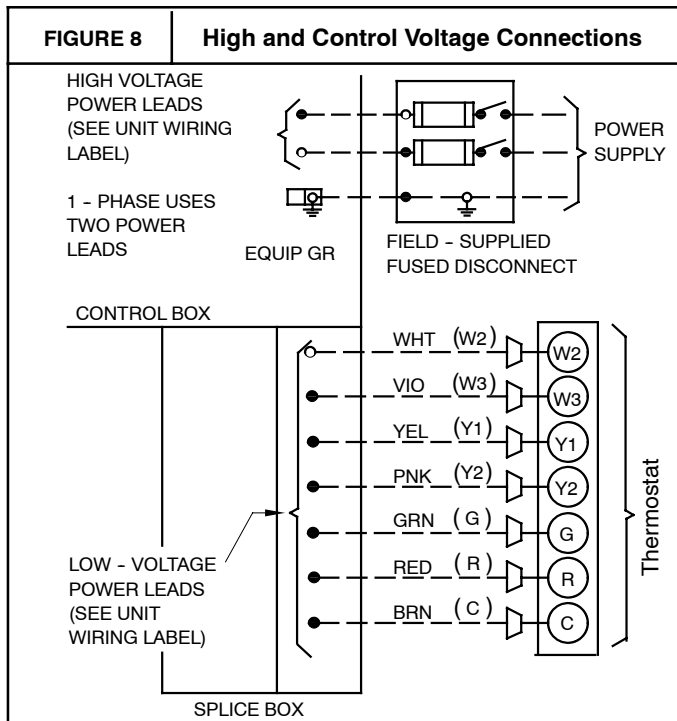 FIGURE 8
High and Control Voltage Connections
HIGH VOLTAGE
POWER LEADS
(SEE UNIT WIRING
LABEL)
POWER
SUPPLY
1 - PHASE USES
TWO POWER
LEADS
EQUIP GR
FIELD - SUPPLIED
FUSED DISCONNECT
CONTROL BOX
WHT (W2) W2
VIO (W3) W3
YEL (Y1) Y1
PNK (Y2) Y2
GRN ( G ) G
RED ( R ) R
BRN ( C ) C
Thermostat
LOW - VOLTAGE
POWER LEADS
(SEE UNIT
WIRING LABEL)
SPLICE BOX